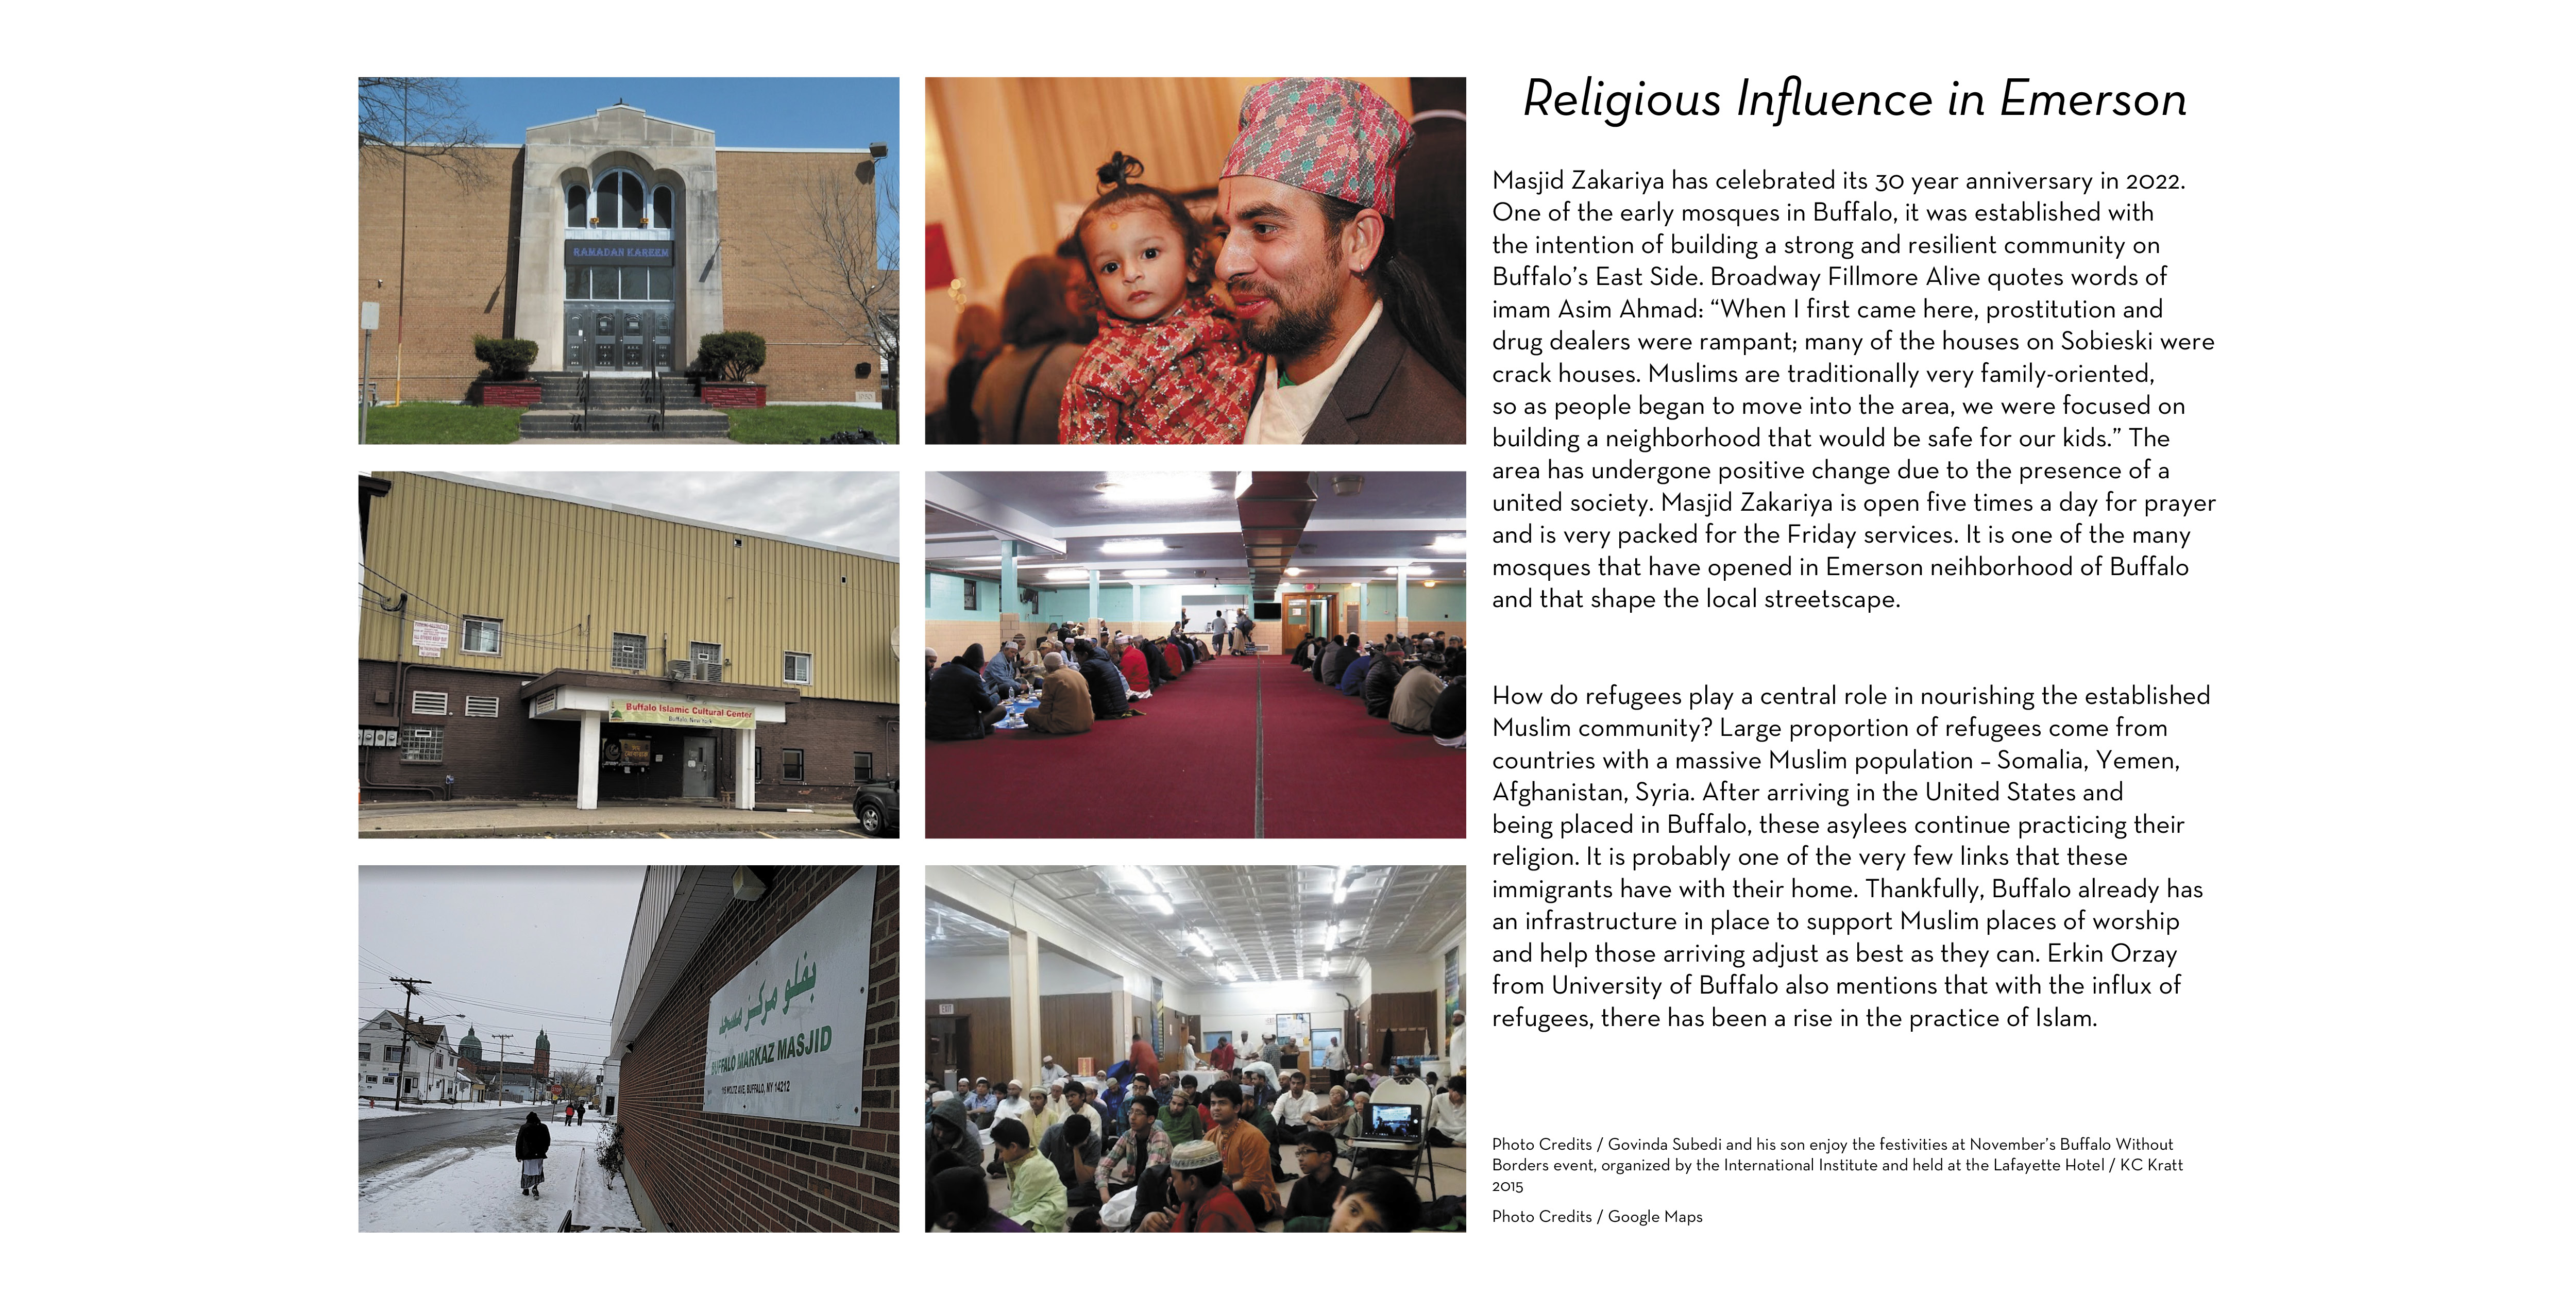 RAMADAN KAREEM
Buffalo Islamic Cultural Center
Buffalo, New York
بفلو مركز مسجد
BUFFALO MARKAZ MASJID
WOLTZ AVE, BUFFALO, NY 14212
EXIT
Religious Influence in Emerson
Masjid Zakariya has celebrated its 30 year anniversary in 2022.
One of the early mosques in Buffalo, it was established with
the intention of building a strong and resilient community on
Buffalo’s East Side. Broadway Fillmore Alive quotes words of
imam Asim Ahmad: “When I first came here, prostitution and
drug dealers were rampant; many of the houses on Sobieski were
crack houses. Muslims are traditionally very family-oriented,
so as people began to move into the area, we were focused on
building a neighborhood that would be safe for our kids.” The
area has undergone positive change due to the presence of a
united society. Masjid Zakariya is open five times a day for prayer
and is very packed for the Friday services. It is one of the many
mosques that have opened in Emerson neihborhood of Buffalo
and that shape the local streetscape.
How do refugees play a central role in nourishing the established
Muslim community? Large proportion of refugees come from
countries with a massive Muslim population – Somalia, Yemen,
Afghanistan, Syria. After arriving in the United States and
being placed in Buffalo, these asylees continue practicing their
religion. It is probably one of the very few links that these
immigrants have with their home. Thankfully, Buffalo already has
an infrastructure in place to support Muslim places of worship
and help those arriving adjust as best as they can. Erkin Orzay
from University of Buffalo also mentions that with the influx of
refugees, there has been a rise in the practice of Islam.
Photo Credits / Govinda Subedi and his son enjoy the festivities at November’s Buffalo Without
Borders event, organized by the International Institute and held at the Lafayette Hotel / KC Kratt
2015
Photo Credits / Google Maps